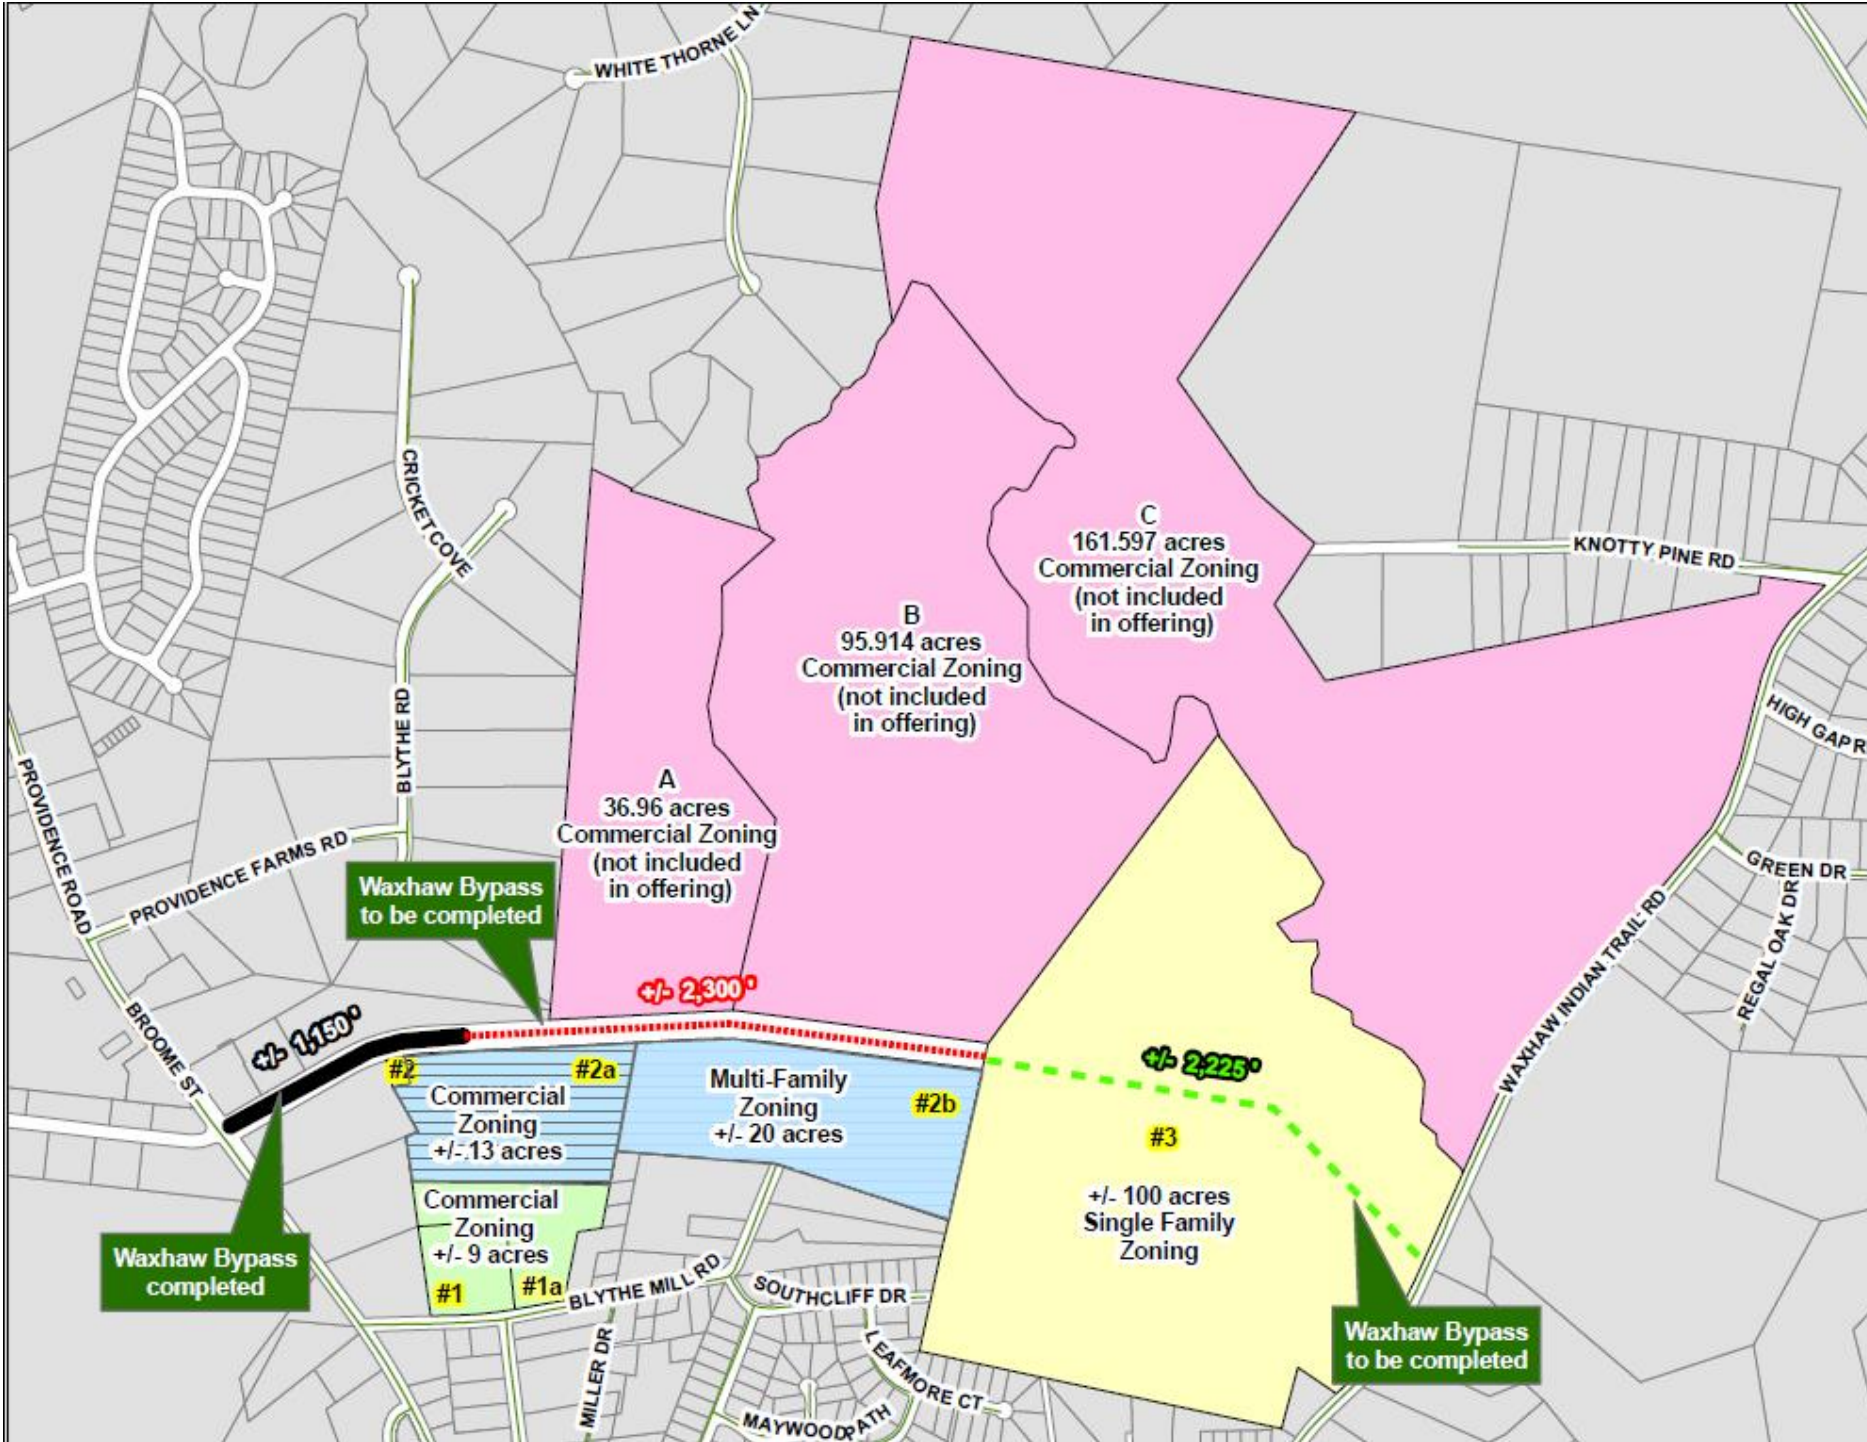 WHITE THORNE LN
CRICKET COVE
C
161.597 acres
Commercial Zoning
(not included
in offering)
KNOTTY PINE RD
B
95.914 acres
Commercial Zoning
(not included
in offering)
BLYTHE RD
HIGH GAP R
A
36.96 acres
Commercial Zoning
(not included
in offering)
PROVIDENCE ROAD
PROVIDENCE FARMS RD
GREEN DR
REGAL OAK DR
WAXHAW INDIAN TRAIL RD
Waxhaw Bypass
to be completed
+/- 2,300 '
BROOME ST
+/- 1,150 '
+/- 2,225 '
#2
#2a
Commercial
Zoning
+/- 13 acres
Multi-Family
Zoning
+/- 20 acres
#2b
#3
+/- 100 acres
Single Family
Zoning
Commercial
Zoning
+/- 9 acres
#1
#1a
Waxhaw Bypass
completed
BLYTHE MILL RD
SOUTHCLIFF DR
LEAFMORE CT
MILLER DR
MAYWOOD PATH
Waxhaw Bypass
to be completed